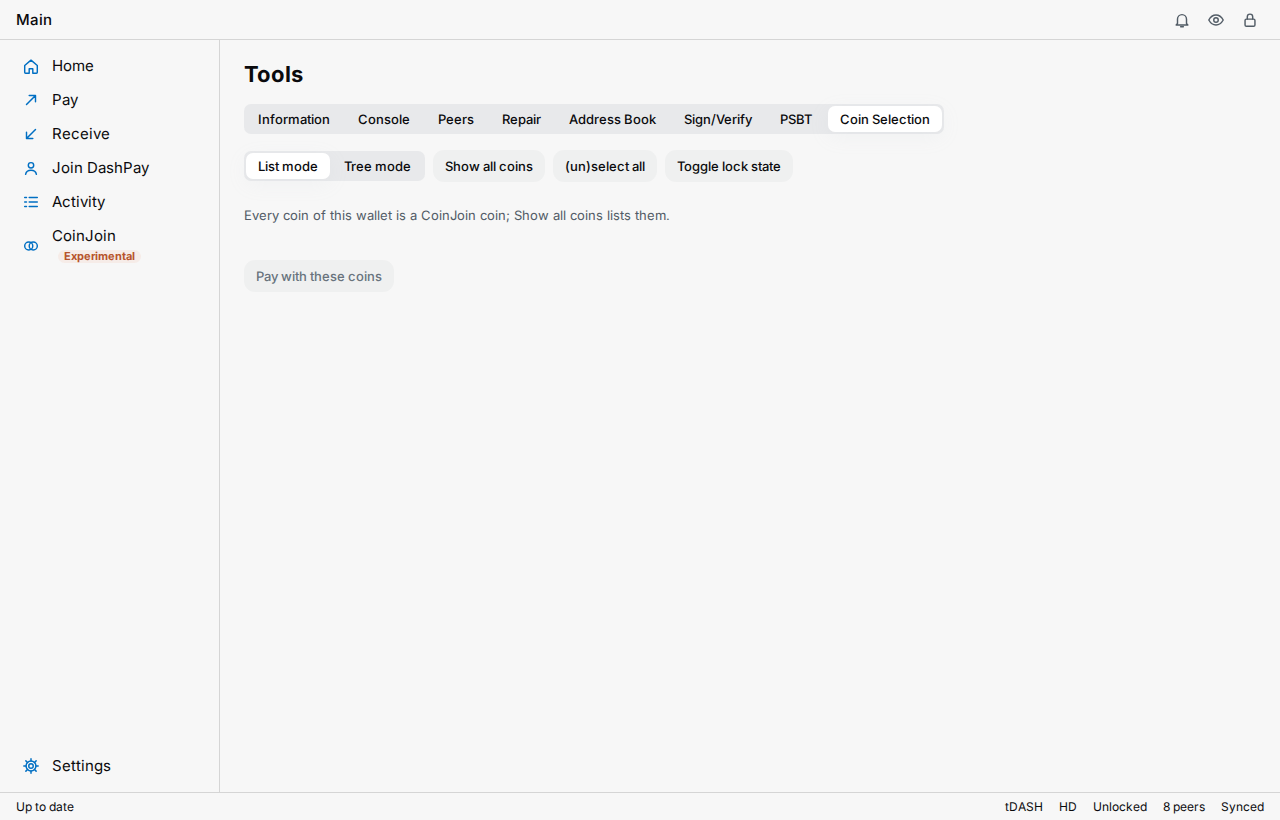 Main
Home
Pay
Receive
Join DashPay
Activity
CoinJoin
Experimental
Settings
Tools
Information Console Peers Repair Address Book Sign/Verify PSBT Coin Selection
List mode Tree mode Show all coins (un)select all Toggle lock state
Every coin of this wallet is a CoinJoin coin; Show all coins lists them.
Pay with these coins
Up to date tDASH HD Unlocked 8 peers Synced